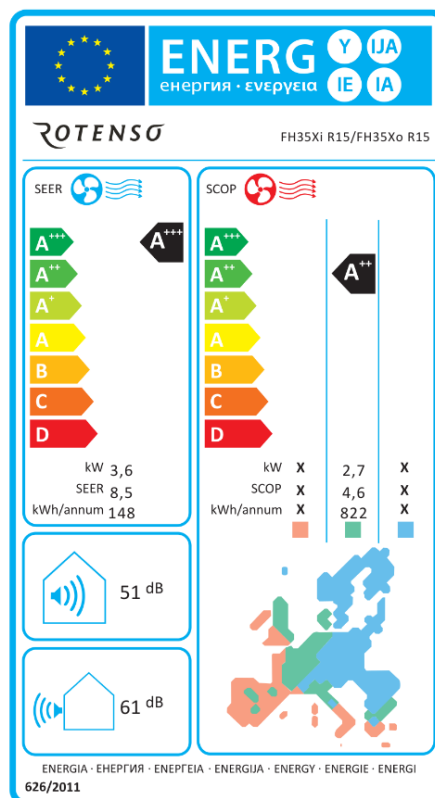 ENERG Y IJA
енергия · ενεργεια IE IA
ROTENSO FH35Xi R15/FH35Xo R15
SEER
A+++
A+++
A++
A+
A
B
C
D
kW 3,6
SEER 8,5
kWh/annum 148
SCOP
A+++
A++
A++
A+
A
B
C
D
kW X 2,7 X
SCOP X 4,6 X
kWh/annum X 822 X
51 dB
61 dB
ENERGIA · ЕНЕРГИЯ · ΕΝΕΡΓΕΙΑ · ENERGIJA · ENERGY · ENERGIE · ENERGI
626/2011